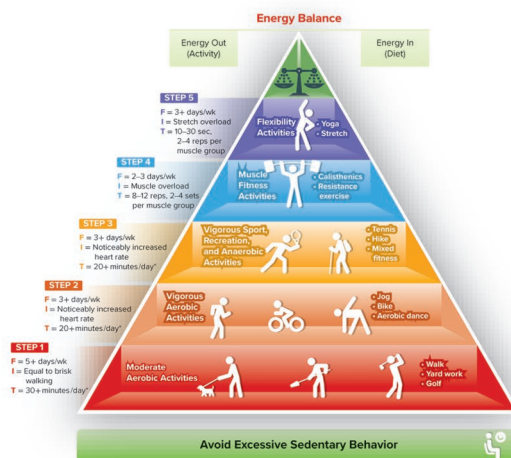 Energy Balance
Energy Out
(Activity)
Energy In
(Diet)
STEP 5
F = 3+ days/wk
I = Stretch overload
T = 10–30 sec,
2–4 reps per
muscle group
Flexibility
Activities
• Yoga
• Stretch
STEP 4
F = 2–3 days/wk
I = Muscle overload
T = 8–12 reps, 2–4 sets
per muscle group
Muscle
Fitness
Activities
• Calisthenics
• Resistance
exercise
STEP 3
F = 3+ days/wk
I = Noticeably increased
heart rate
T = 20+ minutes/day*
Vigorous Sport,
Recreation,
and Anaerobic
Activities
• Tennis
• Hike
• Mixed
fitness
STEP 2
F = 3+ days/wk
I = Noticeably increased
heart rate
T = 20+ minutes/day*
Vigorous
Aerobic
Activities
• Jog
• Bike
• Aerobic dance
STEP 1
F = 5+ days/wk
I = Equal to brisk
walking
T = 30+ minutes/day*
Moderate
Aerobic Activities
• Walk
• Yard work
• Golf
Avoid Excessive Sedentary Behavior